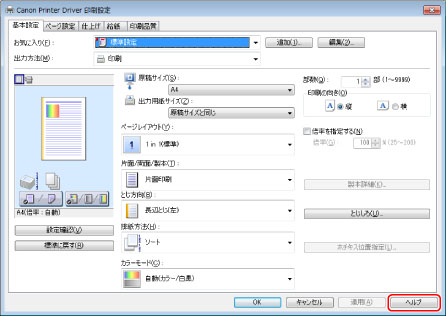 Canon Printer Driver 印刷設定
基本設定 ページ設定 仕上げ 給紙 印刷品質
お気に入り(F): 標準設定 追加(1)... 編集(2)...
出力方法(M): 印刷
原稿サイズ(S):
A4
出力用紙サイズ(Z):
原稿サイズと同じ
部数(Q): 1 部 (1～9999)
印刷の向き(O)
A 縦 A 横
ページレイアウト(Y):
1 1 in 1(標準)
倍率を指定する(N)
倍率(G): 100 % (25～200)
片面/両面/製本(T):
片面印刷
製本詳細(K)...
とじ方向(B):
長辺とじ(左)
とじしろ(U)...
排紙方法(H):
ソート
ホチキス位置指定(I)...
カラーモード(C):
自動(カラー/白黒)
A4(倍率:自動)
設定確認(V)
標準に戻す(R)
OK キャンセル 適用(A) ヘルプ